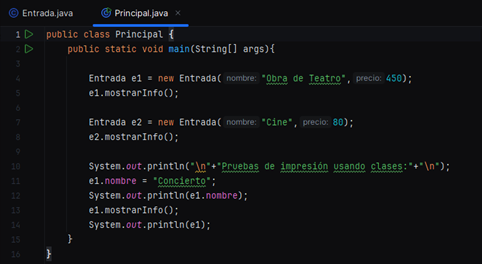 Entrada.java Principal.java ×
1 public class Principal {
2 public static void main(String[] args){
3
4 Entrada e1 = new Entrada( nombre: "Obra de Teatro", precio: 450);
5 e1.mostrarInfo();
6
7 Entrada e2 = new Entrada( nombre: "Cine", precio: 80);
8 e2.mostrarInfo();
9
10 System.out.println("\n"+"Pruebas de impresión usando clases:"+"\n");
11 e1.nombre = "Concierto";
12 System.out.println(e1.nombre);
13 e1.mostrarInfo();
14 System.out.println(e1);
15 }
16 }